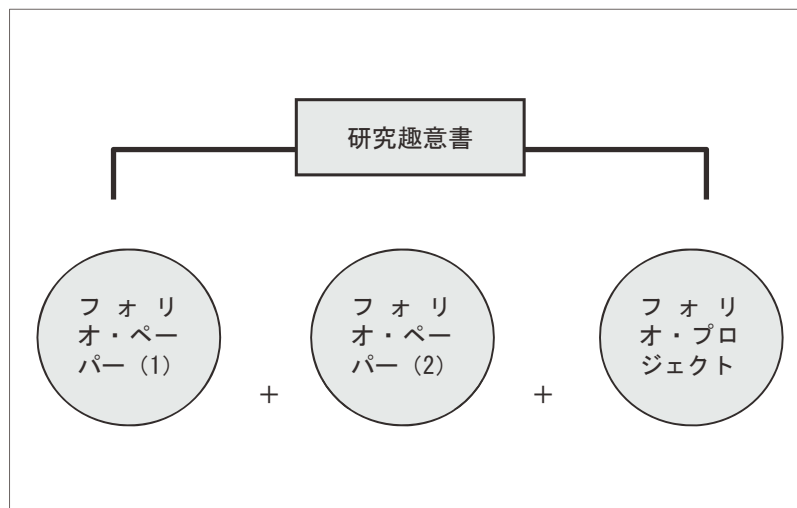 研究趣意書
フォリ
オ・ペー
パー（1）
+
フォリ
オ・ペー
パー（2）
+
フォリ
オ・プロ
ジェクト